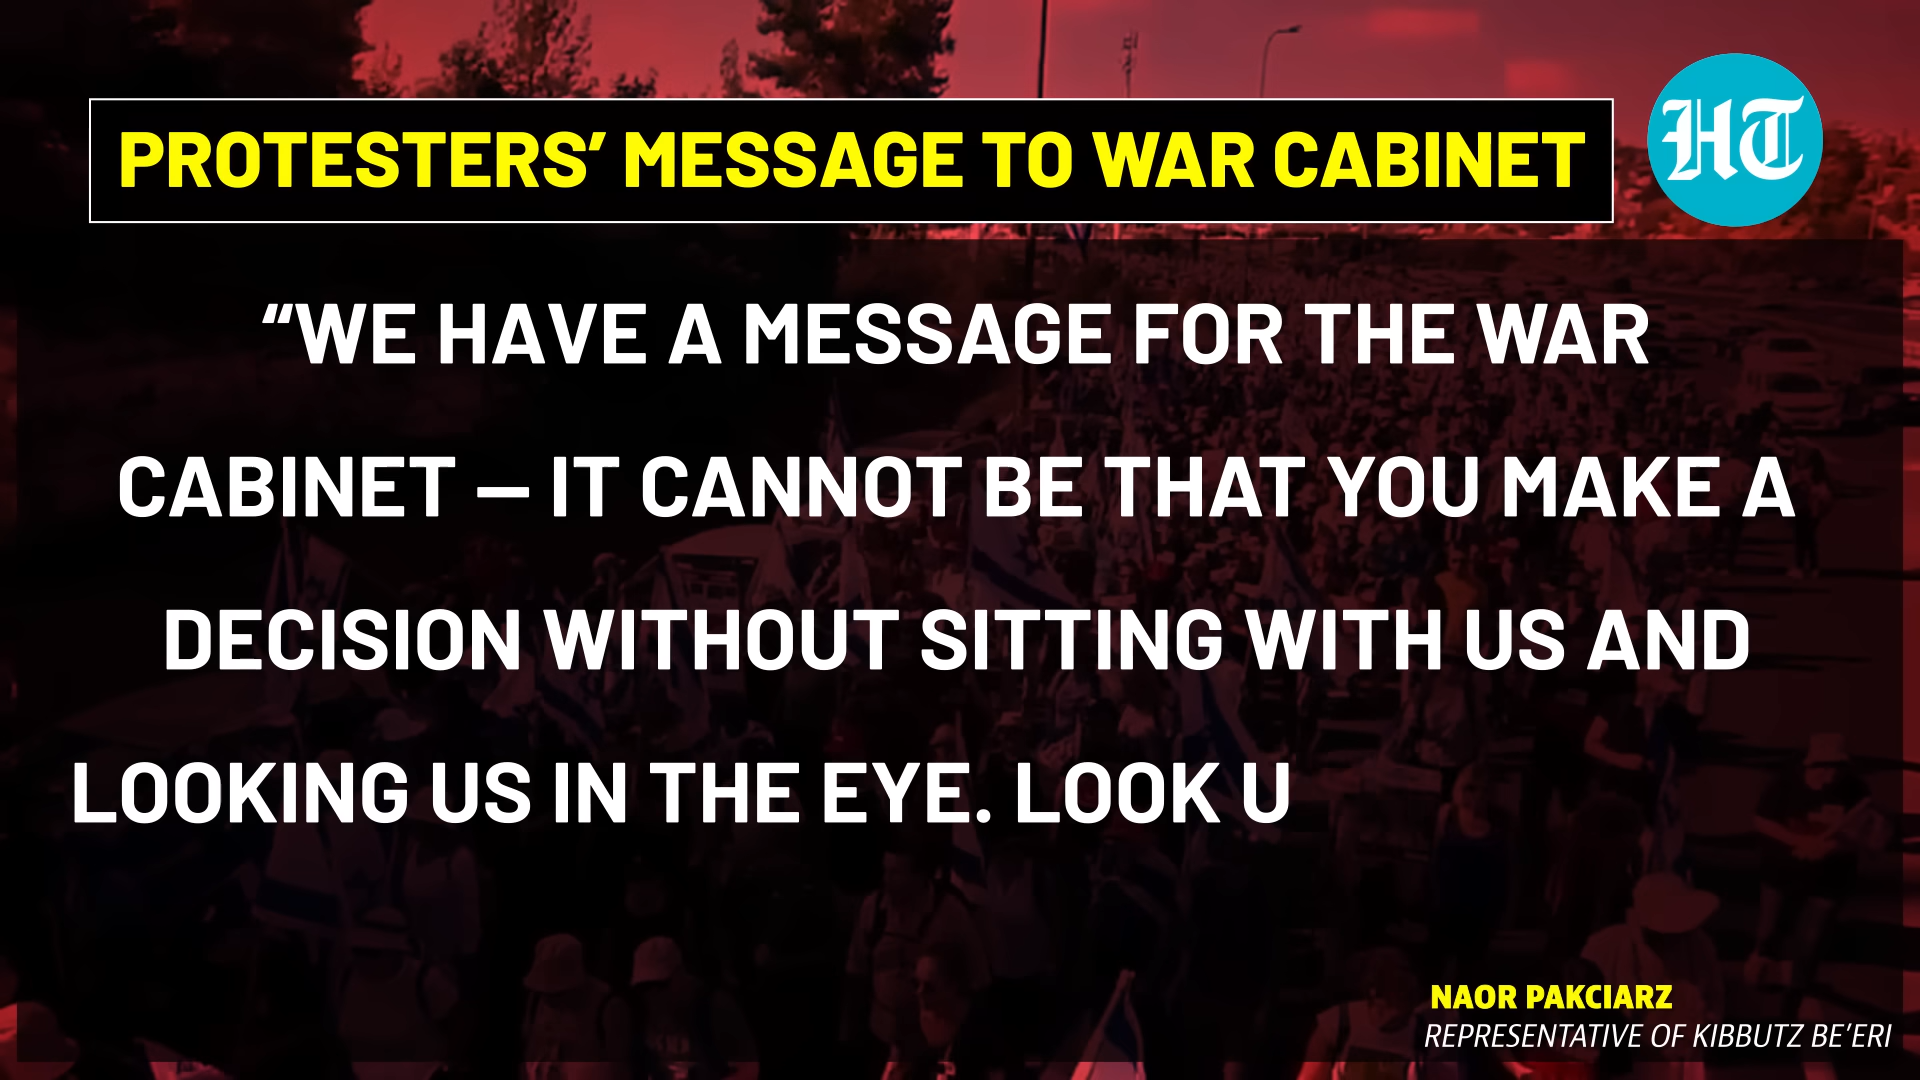 PROTESTERS’ MESSAGE TO WAR CABINET
HT
“WE HAVE A MESSAGE FOR THE WAR
CABINET – IT CANNOT BE THAT YOU MAKE A
DECISION WITHOUT SITTING WITH US AND
LOOKING US IN THE EYE. LOOK U
NAOR PAKCIARZ
REPRESENTATIVE OF KIBBUTZ BE’ERI